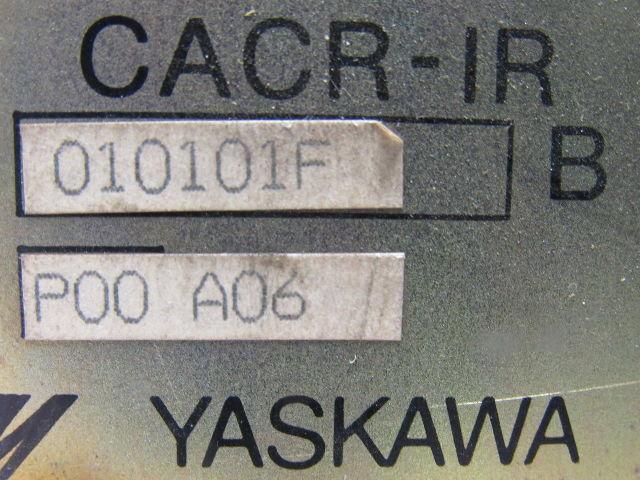 CACR-IR
010101F B
P00 A06
YASKAWA